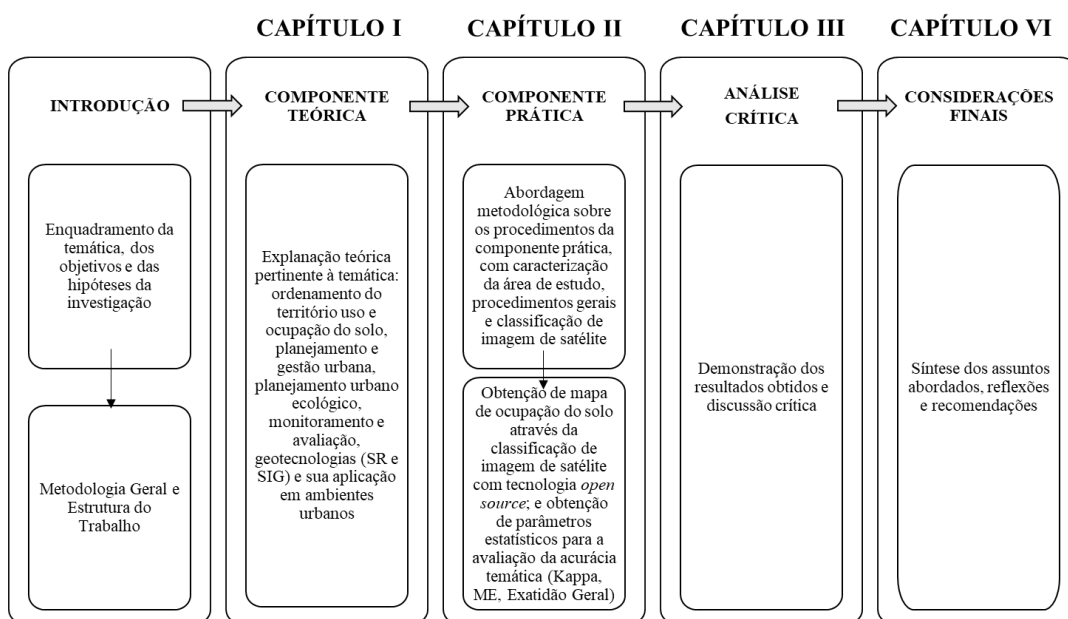 CAPÍTULO I
CAPÍTULO II
CAPÍTULO III
CAPÍTULO VI
INTRODUÇÃO
Enquadramento da
temática, dos
objetivos e das
hipóteses da
investigação
Metodologia Geral e
Estrutura do
Trabalho
COMPONENTE
TEÓRICA
Explanação teórica
pertinente à temática:
ordenamento do
território uso e
ocupação do solo,
planejamento e
gestão urbana,
planejamento urbano
ecológico,
monitoramento e
avaliação,
geotecnologias (SR e
SIG) e sua aplicação
em ambientes
urbanos
COMPONENTE
PRÁTICA
Abordagem
metodológica sobre
os procedimentos da
componente prática,
com caracterização
da área de estudo,
procedimentos gerais
e classificação de
imagem de satélite
Obtenção de mapa
de ocupação do solo
através da
classificação de
imagem de satélite
com tecnologia open
source; e obtenção
de parâmetros
estatísticos para a
avaliação da acurácia
temática (Kappa,
ME, Exatidão Geral)
ANÁLISE
CRÍTICA
Demonstração dos
resultados obtidos e
discussão crítica
CONSIDERAÇÕES
FINAIS
Síntese dos assuntos
abordados, reflexões
e recomendações